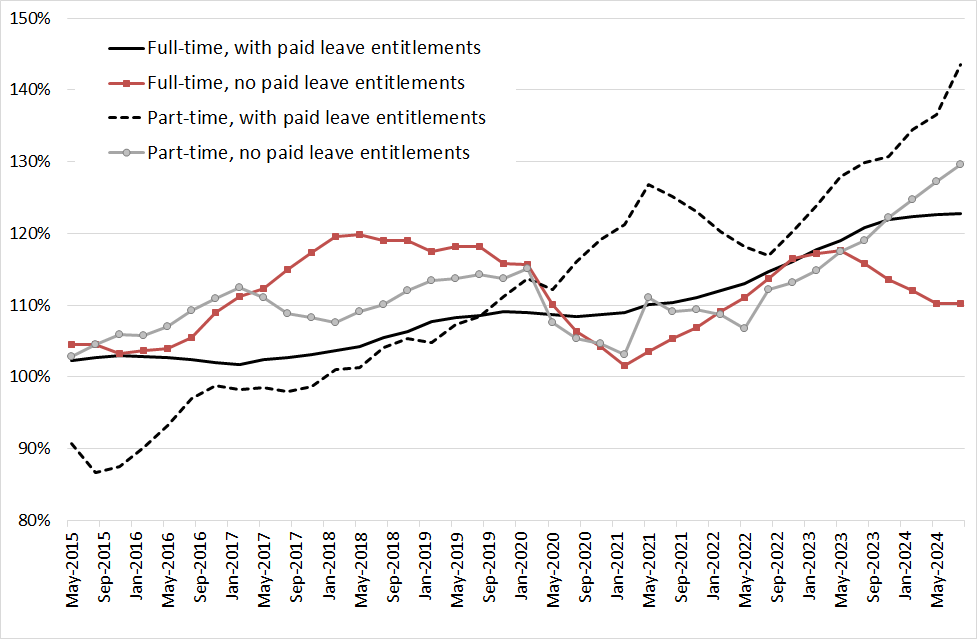 150%
140%
130%
120%
110%
100%
90%
80%
Full-time, with paid leave entitlements
Full-time, no paid leave entitlements
Part-time, with paid leave entitlements
Part-time, no paid leave entitlements
May-2015
Sep-2015
Jan-2016
May-2016
Sep-2016
Jan-2017
May-2017
Sep-2017
Jan-2018
May-2018
Sep-2018
Jan-2019
May-2019
Sep-2019
Jan-2020
May-2020
Sep-2020
Jan-2021
May-2021
Sep-2021
Jan-2022
May-2022
Sep-2022
Jan-2023
May-2023
Sep-2023
Jan-2024
May-2024